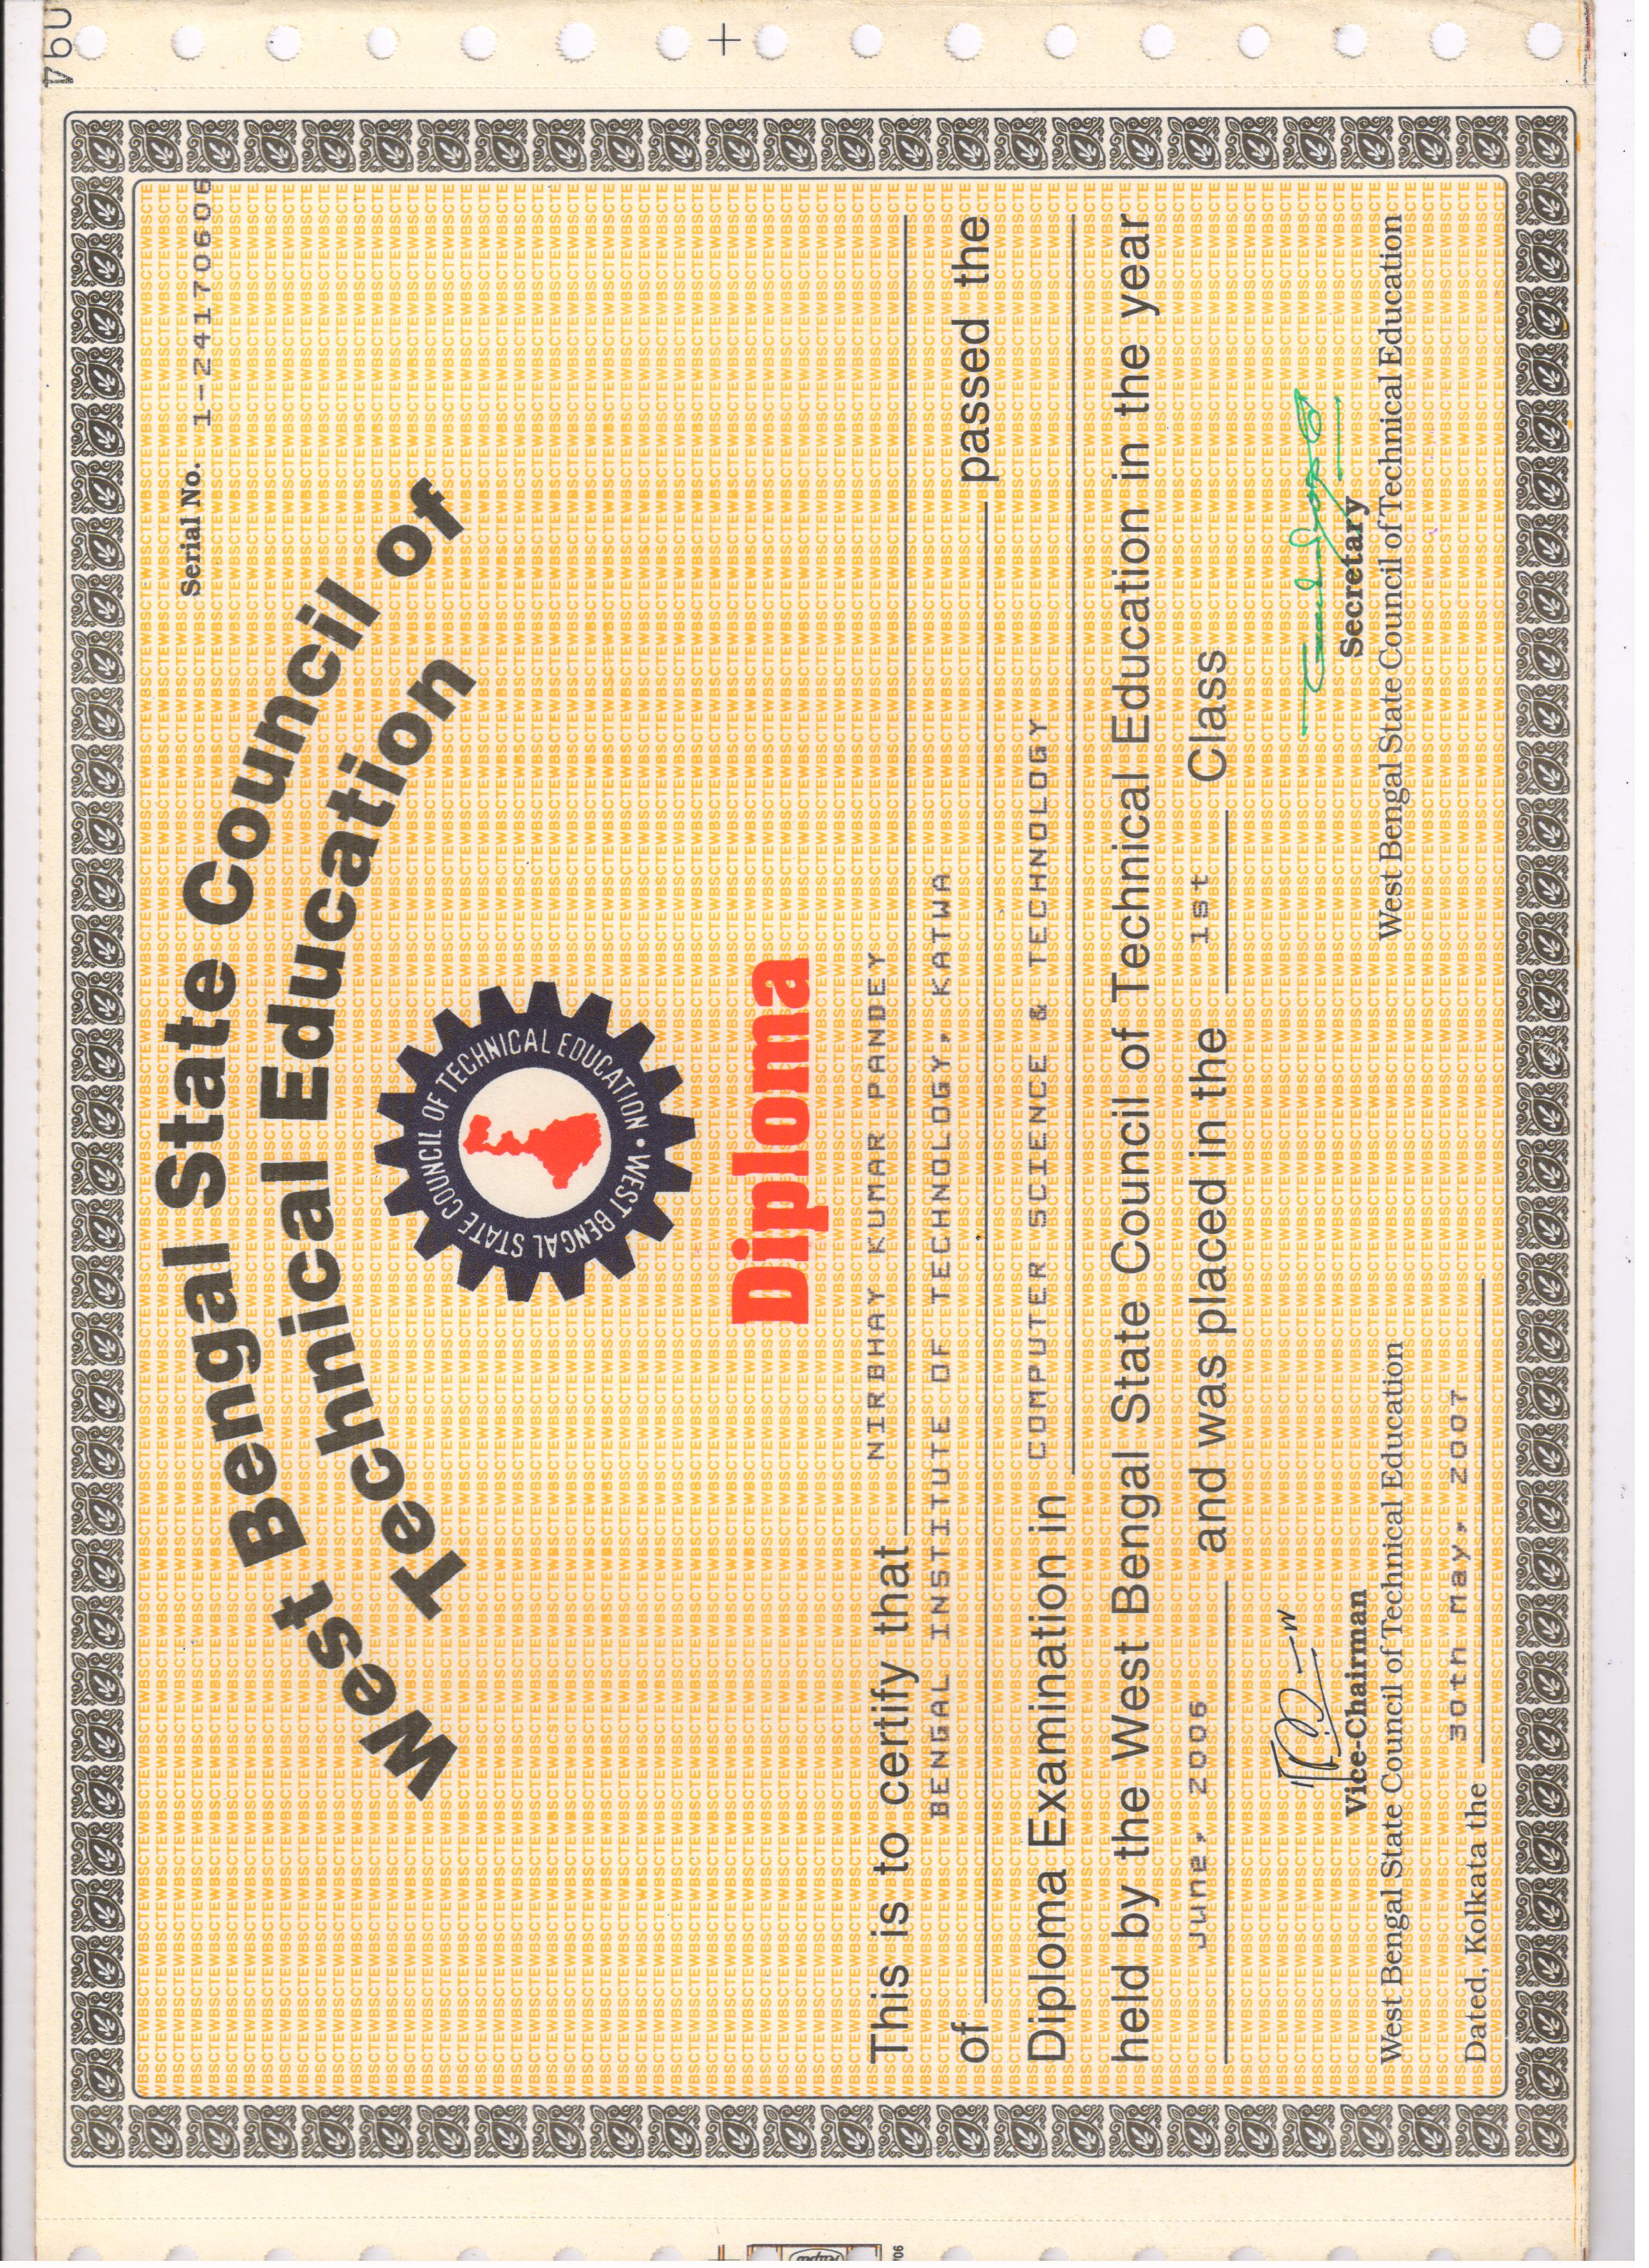 Serial No. 1-24170606
West Bengal State Council of
Technical Education
WEST BENGAL STATE COUNCIL OF TECHNICAL EDUCATION •
Diploma
This is to certify that NIRBHAY KUMAR PANDEY
BENGAL INSTITUTE OF TECHNOLOGY, KATWA
of passed the
Diploma Examination in COMPUTER SCIENCE & TECHNOLOGY
held by the West Bengal State Council of Technical Education in the year
June, 2006 and was placed in the 1st Class
Vice-Chairman Secretary
West Bengal State Council of Technical Education West Bengal State Council of Technical Education
Dated, Kolkata the 30th May, 2007